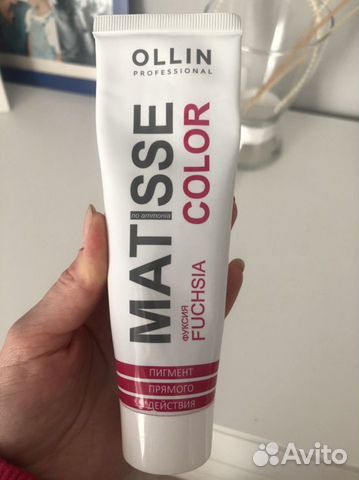 OLLIN
PROFESSIONAL
MATISSE
no ammonia
COLOR
ФУКСИЯ
FUCHSIA
ПИГМЕНТ
ПРЯМОГО
ДЕЙСТВИЯ
Avito